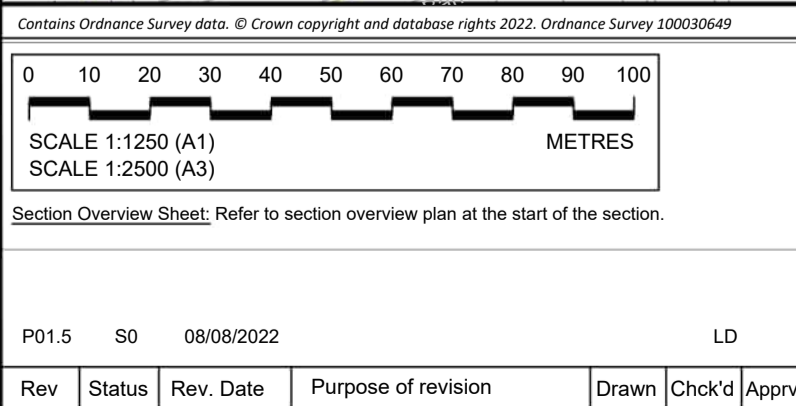 Contains Ordnance Survey data. © Crown copyright and database rights 2022. Ordnance Survey 100030649
0 10 20 30 40 50 60 70 80 90 100
SCALE 1:1250 (A1) METRES
SCALE 1:2500 (A3)
Section Overview Sheet: Refer to section overview plan at the start of the section.
P01.5 S0 08/08/2022 LD
Rev Status Rev. Date Purpose of revision Drawn Chck'd Apprv